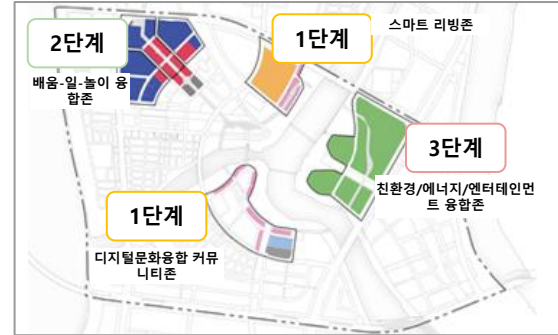 2단계
배움-일-놀이 융
합존
1단계
스마트 리빙존
3단계
친환경/에너지/엔터테인먼
트 융합존
1단계
디지털문화융합 커뮤
니티존